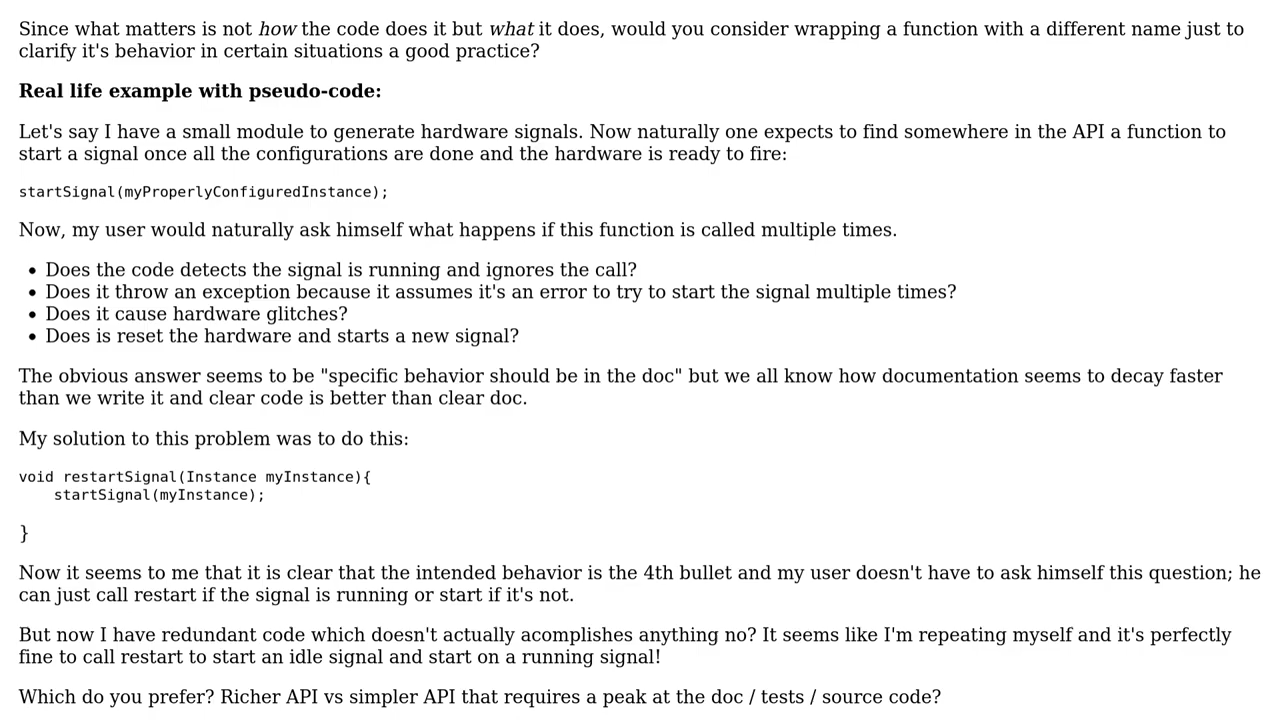 Since what matters is not how the code does it but what it does, would you consider wrapping a function with a different name just to
clarify it's behavior in certain situations a good practice?
Real life example with pseudo-code:
Let's say I have a small module to generate hardware signals. Now naturally one expects to find somewhere in the API a function to
start a signal once all the configurations are done and the hardware is ready to fire:
startSignal(myProperlyConfiguredInstance);
Now, my user would naturally ask himself what happens if this function is called multiple times.
• Does the code detects the signal is running and ignores the call?
• Does it throw an exception because it assumes it's an error to try to start the signal multiple times?
• Does it cause hardware glitches?
• Does is reset the hardware and starts a new signal?
The obvious answer seems to be "specific behavior should be in the doc" but we all know how documentation seems to decay faster
than we write it and clear code is better than clear doc.
My solution to this problem was to do this:
void restartSignal(Instance myInstance){
    startSignal(myInstance);
}
Now it seems to me that it is clear that the intended behavior is the 4th bullet and my user doesn't have to ask himself this question; he
can just call restart if the signal is running or start if it's not.
But now I have redundant code which doesn't actually acomplishes anything no? It seems like I'm repeating myself and it's perfectly
fine to call restart to start an idle signal and start on a running signal!
Which do you prefer? Richer API vs simpler API that requires a peak at the doc / tests / source code?